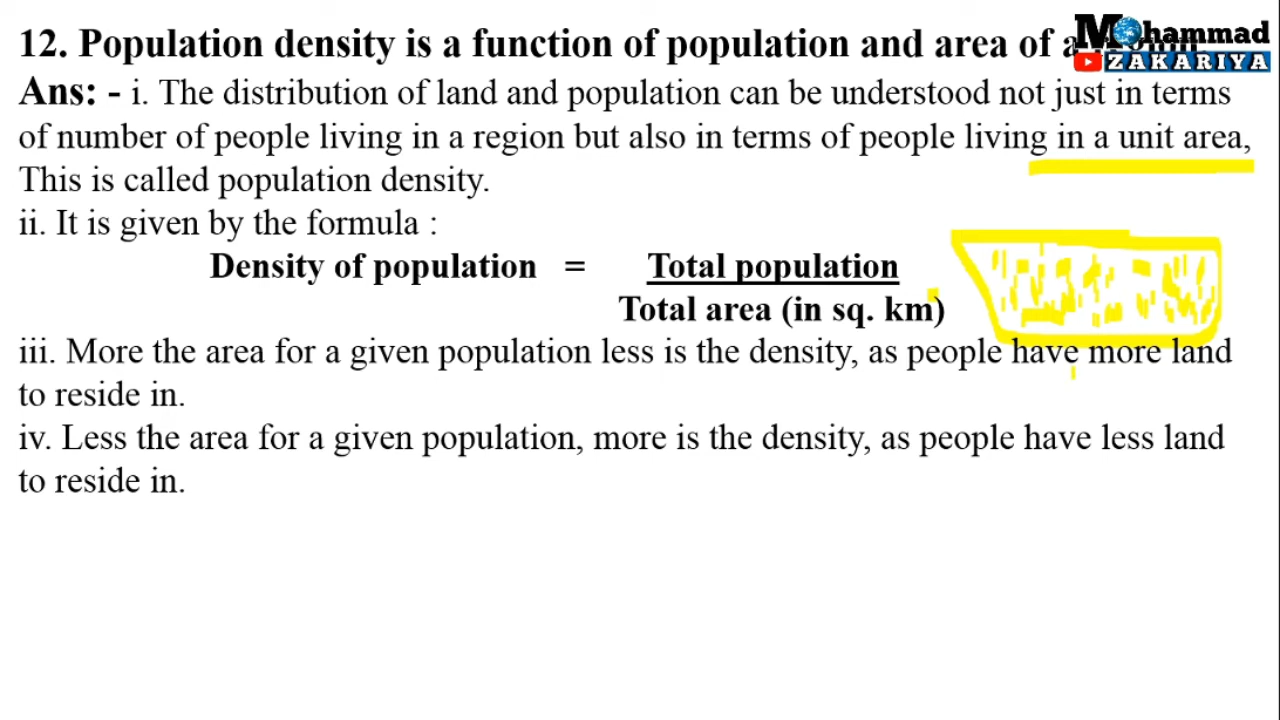 12. Population density is a function of population and area of a
Mohammad
ZAKARIYA
Ans: - i. The distribution of land and population can be understood not just in terms
of number of people living in a region but also in terms of people living in a unit area,
This is called population density.
ii. It is given by the formula :
Density of population = Total population
Total area (in sq. km)
iii. More the area for a given population less is the density, as people have more land
to reside in.
iv. Less the area for a given population, more is the density, as people have less land
to reside in.